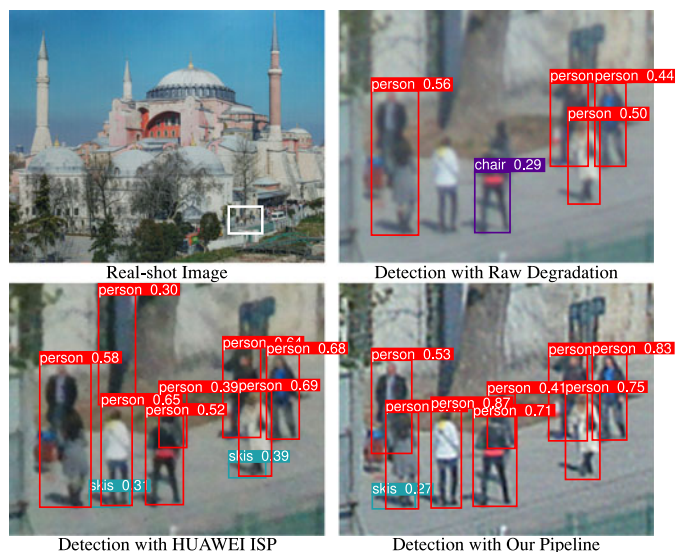 person 0.56
person
person 0.44
person 0.50
chair 0.29
Real-shot Image
Detection with Raw Degradation
person 0.30
person 0.64
person 0.68
person 0.58
person 0.39
person 0.69
person 0.65
person 0.52
skis 0.39
skis 0.31
person
person 0.83
person 0.53
person 0.41
person 0.75
person
person 0.87
person 0.71
skis 0.27
Detection with HUAWEI ISP
Detection with Our Pipeline